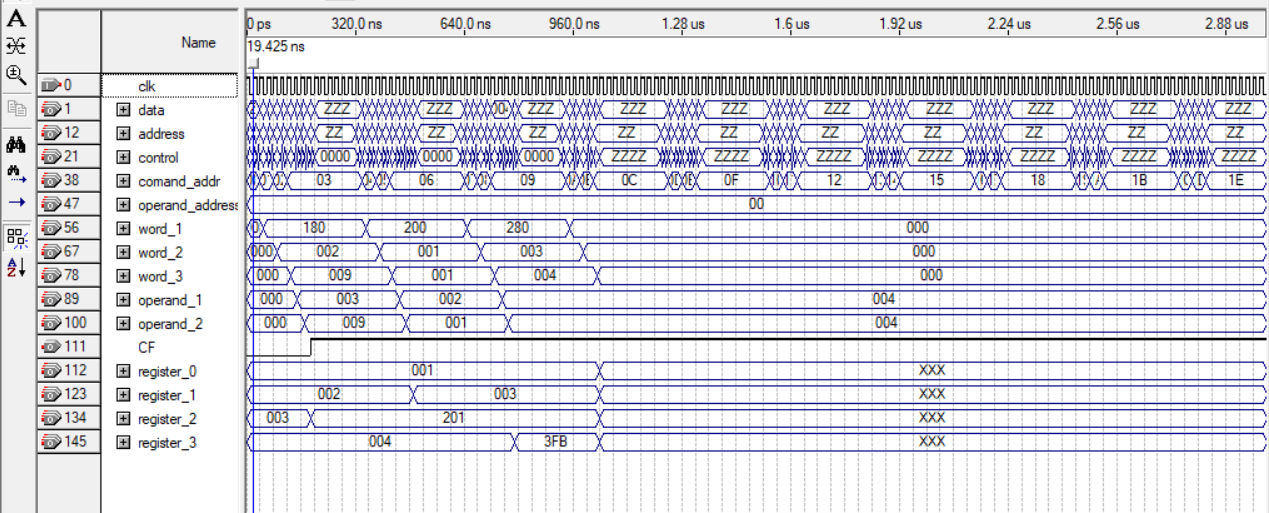 0 ps 320.0 ns 640.0 ns 960.0 ns 1.28 us 1.6 us 1.92 us 2.24 us 2.56 us 2.88 us
Name
19.425 ns
0 clk
1 data ZZZ ZZZ ZZZ ZZZ ZZZ ZZZ ZZZ ZZZ ZZZ ZZZ
12 address ZZ ZZ ZZ ZZ ZZ ZZ ZZ ZZ ZZ ZZ
21 control 0000 0000 0000 ZZZZ ZZZZ ZZZZ ZZZZ ZZZZ ZZZZ ZZZZ
38 comand_addr 03 06 09 0C 0F 12 15 18 1B 1E
47 operand_address 00
56 word_1 0 180 200 280 000
67 word_2 000 002 001 003 000
78 word_3 000 009 001 004 000
89 operand_1 000 003 002 004
100 operand_2 000 009 001 004
111 CF
112 register_0 001 XXX
123 register_1 002 003 XXX
134 register_2 003 201 XXX
145 register_3 004 3FB XXX